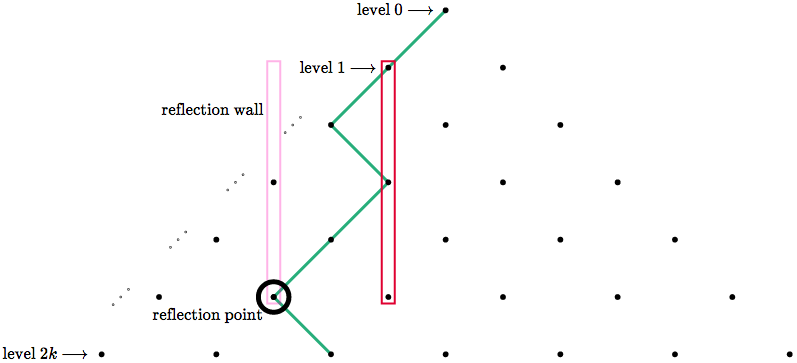 level 0 ⟶
level 1 ⟶
reflection wall
reflection point
level 2k ⟶